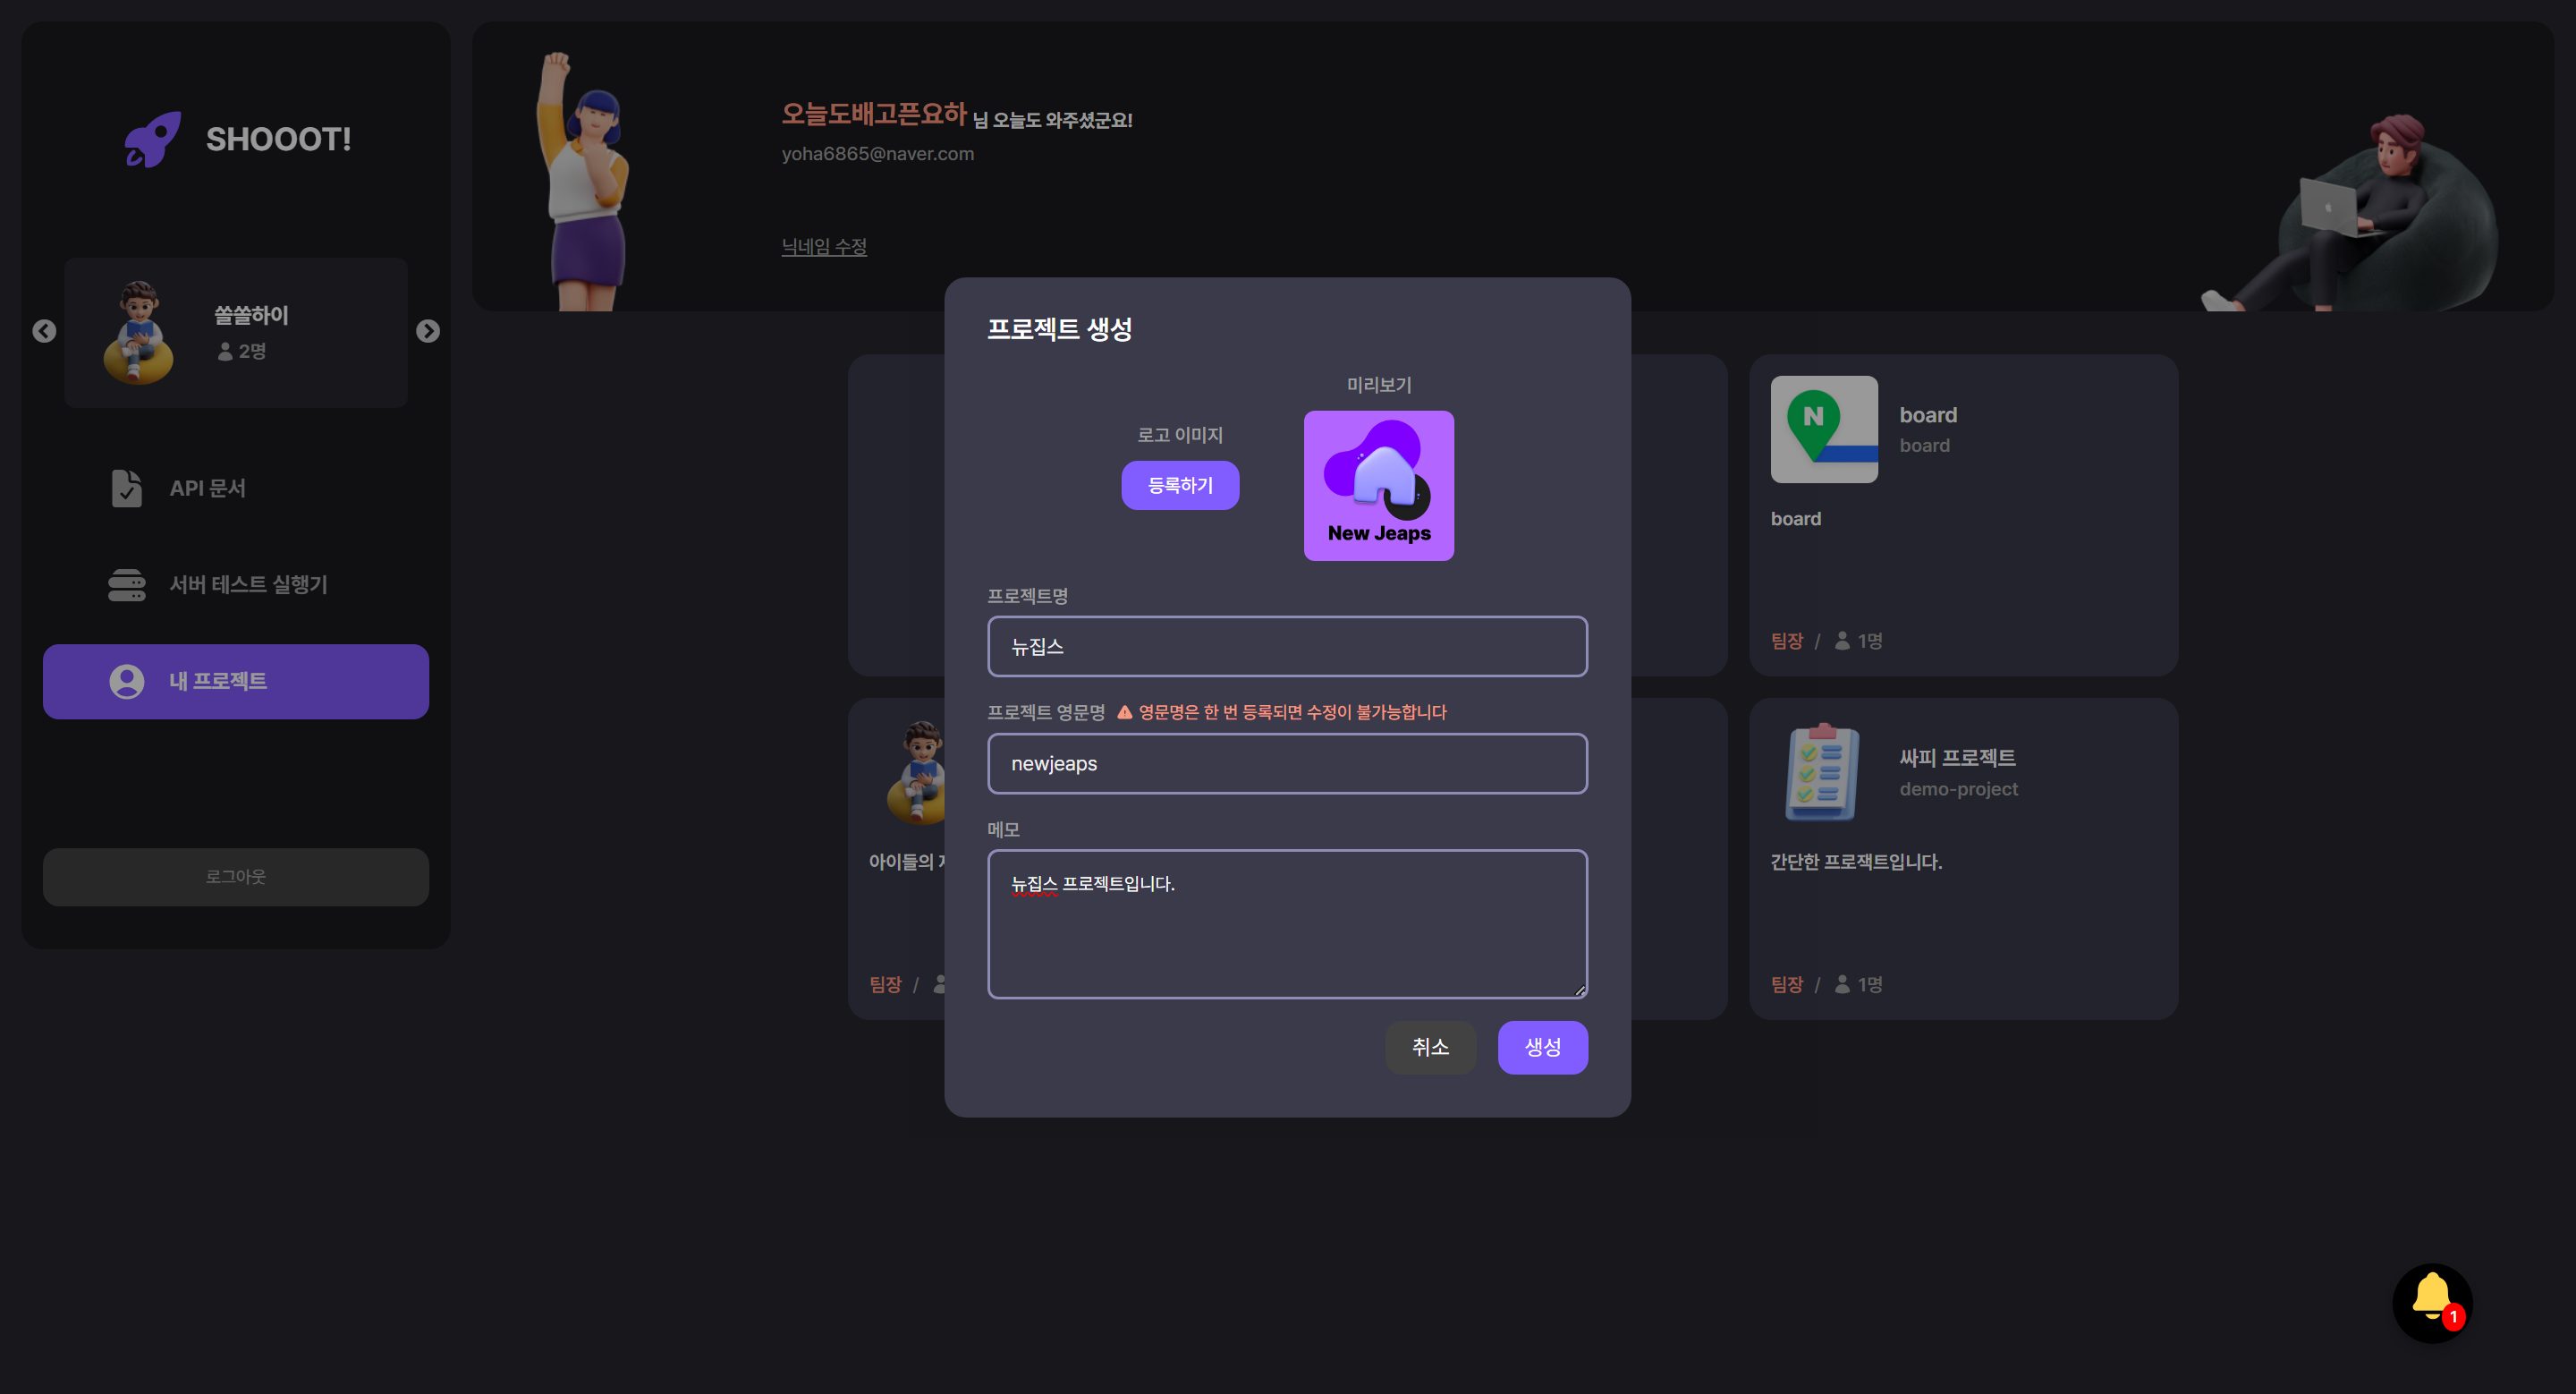 SHOOOT!
쏠쏠하이
2명
API 문서
서버 테스트 실행기
내 프로젝트
로그아웃
오늘도배고픈요하 님 오늘도 와주셨군요!
yoha6865@naver.com
닉네임 수정
프로젝트 생성
로고 이미지
등록하기
미리보기
New Jeaps
프로젝트명
뉴집스
프로젝트 영문명 영문명은 한 번 등록되면 수정이 불가능합니다
newjeaps
메모
뉴집스 프로젝트입니다.
취소
생성
N
board
board
board
팀장 / 1명
아이들의
팀장 /
싸피 프로젝트
demo-project
간단한 프로잭트입니다.
팀장 / 1명
1